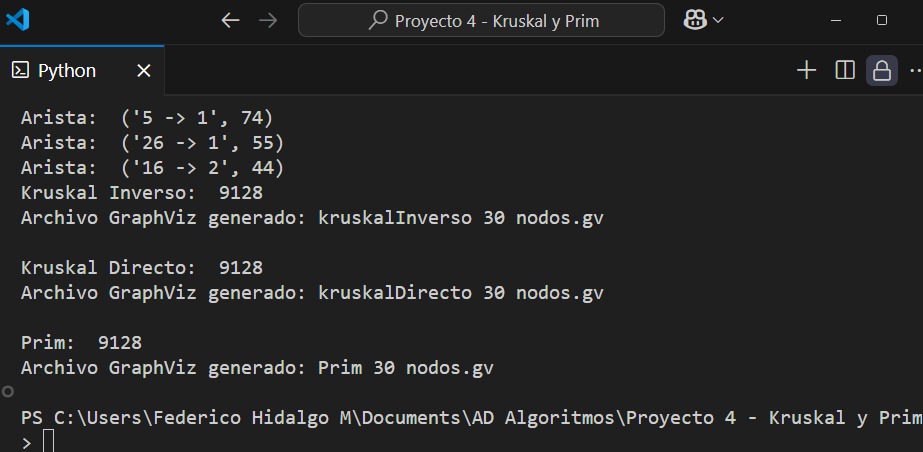 Proyecto 4 - Kruskal y Prim
Python
Arista:  ('5 -> 1', 74)
Arista:  ('26 -> 1', 55)
Arista:  ('16 -> 2', 44)
Kruskal Inverso:  9128
Archivo GraphViz generado: kruskalInverso 30 nodos.gv
Kruskal Directo:  9128
Archivo GraphViz generado: kruskalDirecto 30 nodos.gv
Prim:  9128
Archivo GraphViz generado: Prim 30 nodos.gv
PS C:\Users\Federico Hidalgo M\Documents\AD Algoritmos\Proyecto 4 - Kruskal y Prim
>